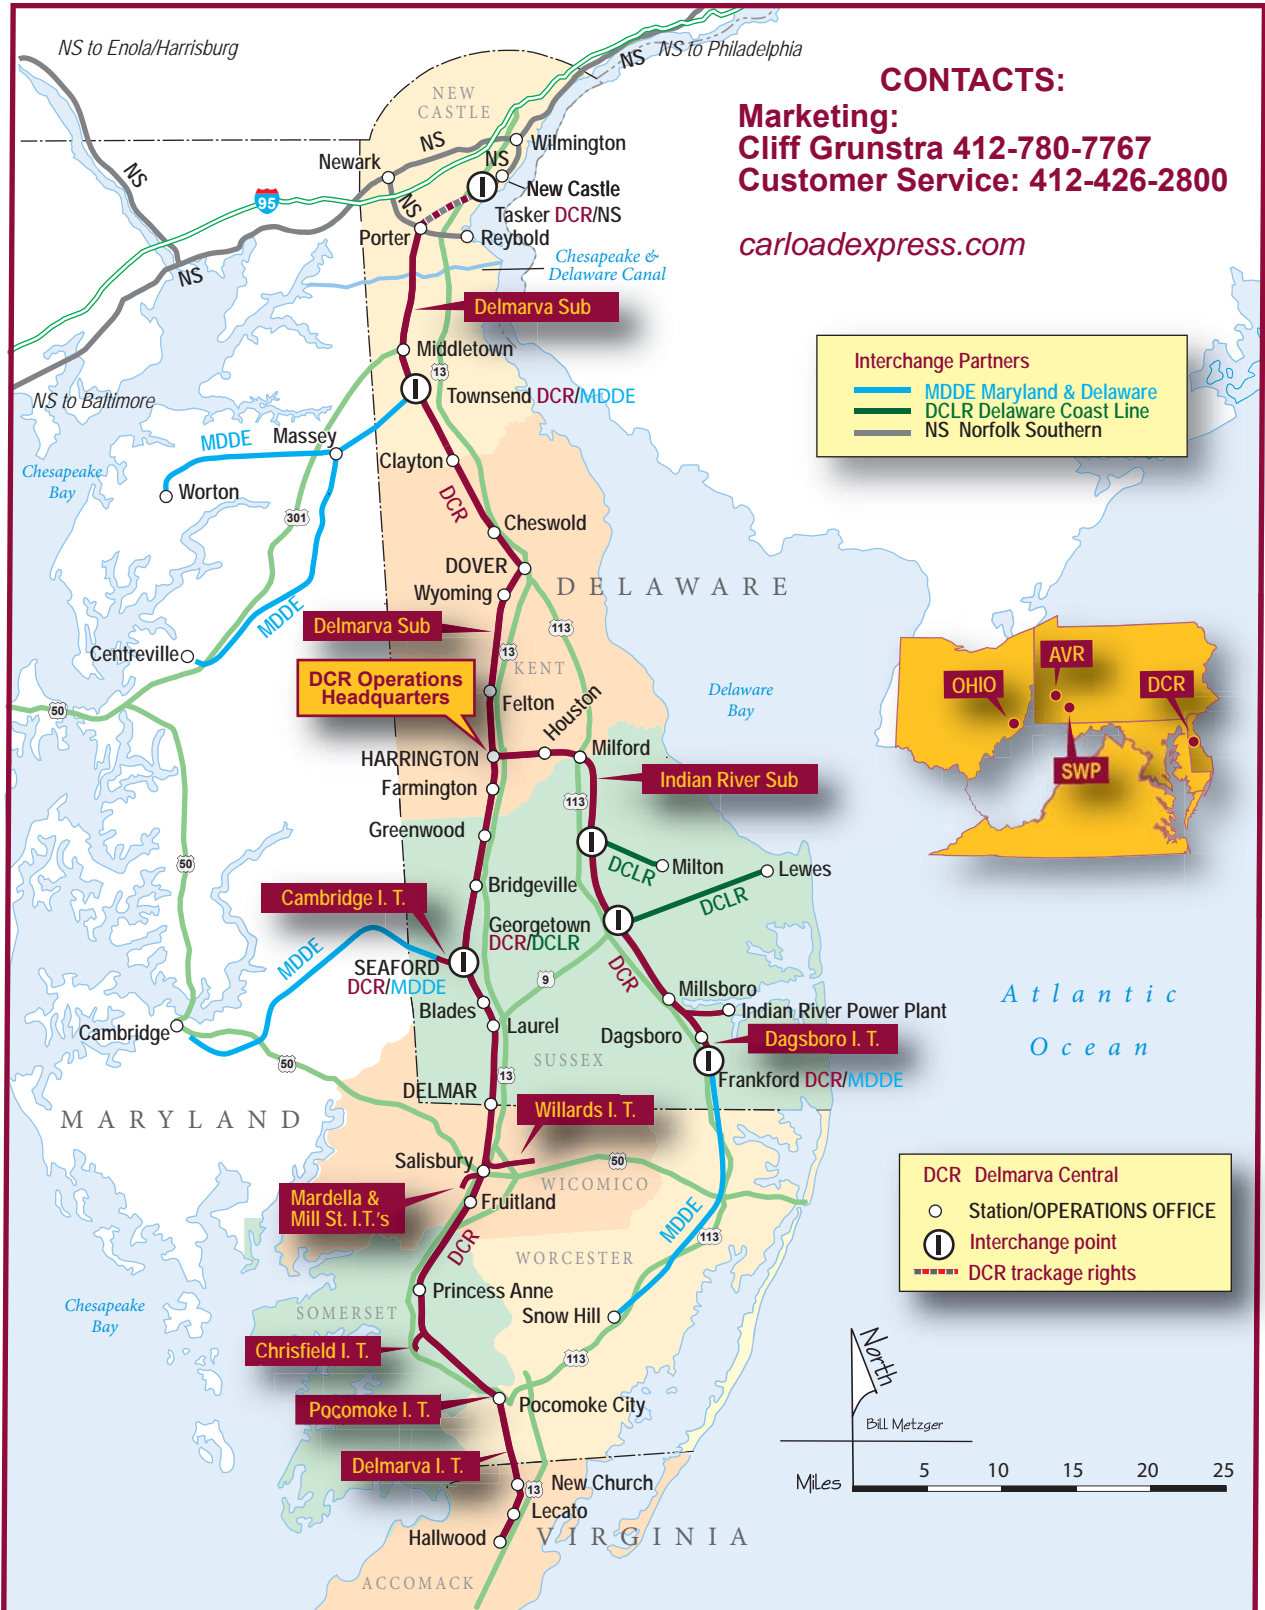 NS to Enola/Harrisburg
NS to Philadelphia
NS
NEW
CASTLE
CONTACTS:
Marketing:
Cliff Grunstra 412-780-7767
Customer Service: 412-426-2800
carloadexpress.com
NS
Wilmington
Newark
NS
NS
95
New Castle
NS
Tasker DCR/NS
Porter
Reybold
NS
Chesapeake &
Delaware Canal
Delmarva Sub
Middletown
13
NS to Baltimore
Townsend DCR/MDDE
Interchange Partners
MDDE Maryland & Delaware
DCLR Delaware Coast Line
NS Norfolk Southern
MDDE
Massey
Clayton
Chesapeake
Bay
Worton
DCR
301
Cheswold
DOVER
DELAWARE
Wyoming
MDDE
Delmarva Sub
113
Centreville
13
KENT
DCR Operations
Headquarters
Felton
Houston
Delaware
Bay
50
HARRINGTON
Milford
Farmington
Indian River Sub
113
OHIO
AVR
DCR
SWP
Greenwood
50
DCLR
Milton
Lewes
Bridgeville
DCLR
Cambridge I. T.
Georgetown
DCR/DCLR
MDDE
SEAFORD
DCR/MDDE
DCR
9
Blades
Millsboro
Indian River Power Plant
Laurel
Cambridge
Dagsboro
Dagsboro I. T.
Atlantic
Ocean
SUSSEX
50
13
Frankford DCR/MDDE
DELMAR
MARYLAND
Willards I. T.
Salisbury
50
WICOMICO
Mardella &
Mill St. I.T.'s
Fruitland
MDDE
113
DCR
WORCESTER
DCR Delmarva Central
Station/OPERATIONS OFFICE
Interchange point
DCR trackage rights
Princess Anne
Chesapeake
Bay
SOMERSET
Snow Hill
Chrisfield I. T.
113
North
Bill Metzger
Pocomoke I. T.
Pocomoke City
Delmarva I. T.
New Church
13
Miles
5 10 15 20 25
Lecato
Hallwood
VIRGINIA
ACCOMACK